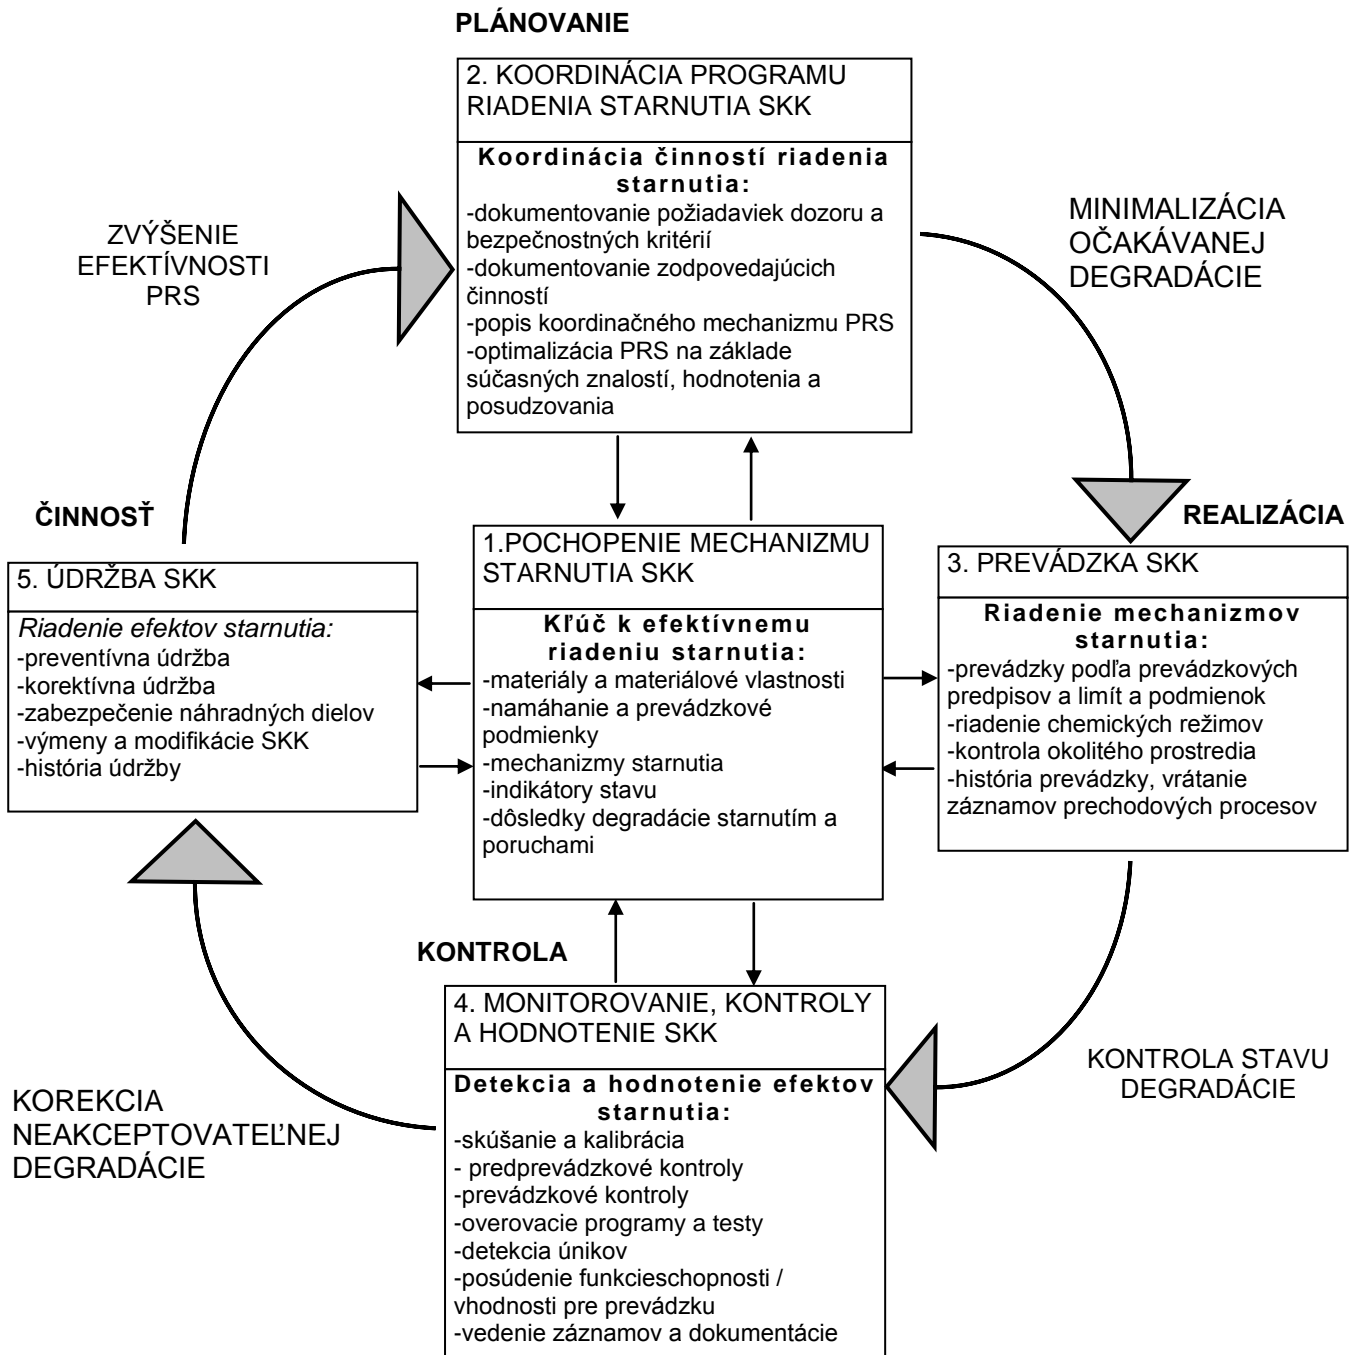 PLÁNOVANIE
2. KOORDINÁCIA PROGRAMU
RIADENIA STARNUTIA SKK
Koordinácia činností riadenia
starnutia:
-dokumentovanie požiadaviek dozoru a
bezpečnostných kritérií
-dokumentovanie zodpovedajúcich
činností
-popis koordinačného mechanizmu PRS
-optimalizácia PRS na základe
súčasných znalostí, hodnotenia a
posudzovania
ZVÝŠENIE
EFEKTÍVNOSTI
PRS
MINIMALIZÁCIA
OČAKÁVANEJ
DEGRADÁCIE
ČINNOSŤ
5. ÚDRŽBA SKK
Riadenie efektov starnutia:
-preventívna údržba
-korektívna údržba
-zabezpečenie náhradných dielov
-výmeny a modifikácie SKK
-história údržby
1.POCHOPENIE MECHANIZMU
STARNUTIA SKK
Kľúč k efektívnemu
riadeniu starnutia:
-materiály a materiálové vlastnosti
-namáhanie a prevádzkové
podmienky
-mechanizmy starnutia
-indikátory stavu
-dôsledky degradácie starnutím a
poruchami
REALIZÁCIA
3. PREVÁDZKA SKK
Riadenie mechanizmov
starnutia:
-prevádzky podľa prevádzkových
predpisov a limít a podmienok
-riadenie chemických režimov
-kontrola okolitého prostredia
-história prevádzky, vrátanie
záznamov prechodových procesov
KONTROLA
4. MONITOROVANIE, KONTROLY
A HODNOTENIE SKK
Detekcia a hodnotenie efektov
starnutia:
-skúšanie a kalibrácia
- predprevádzkové kontroly
-prevádzkové kontroly
-overovacie programy a testy
-detekcia únikov
-posúdenie funkcieschopnosti /
vhodnosti pre prevádzku
-vedenie záznamov a dokumentácie
KOREKCIA
NEAKCEPTOVATEĽNEJ
DEGRADÁCIE
KONTROLA STAVU
DEGRADÁCIE